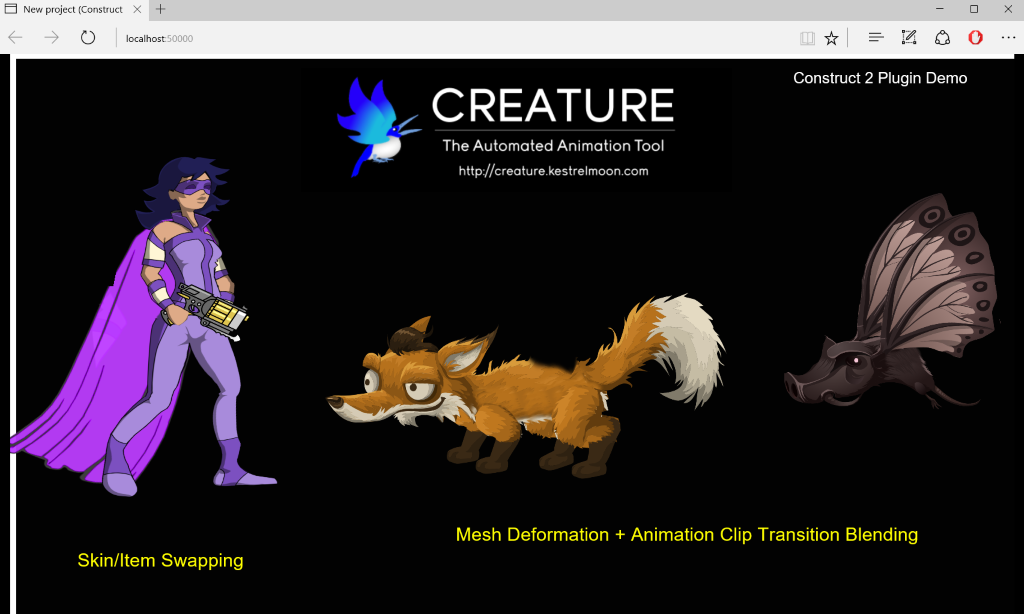 New project (Construct
localhost:50000
Construct 2 Plugin Demo
CREATURE
The Automated Animation Tool
http://creature.kestrelmoon.com
Mesh Deformation + Animation Clip Transition Blending
Skin/Item Swapping